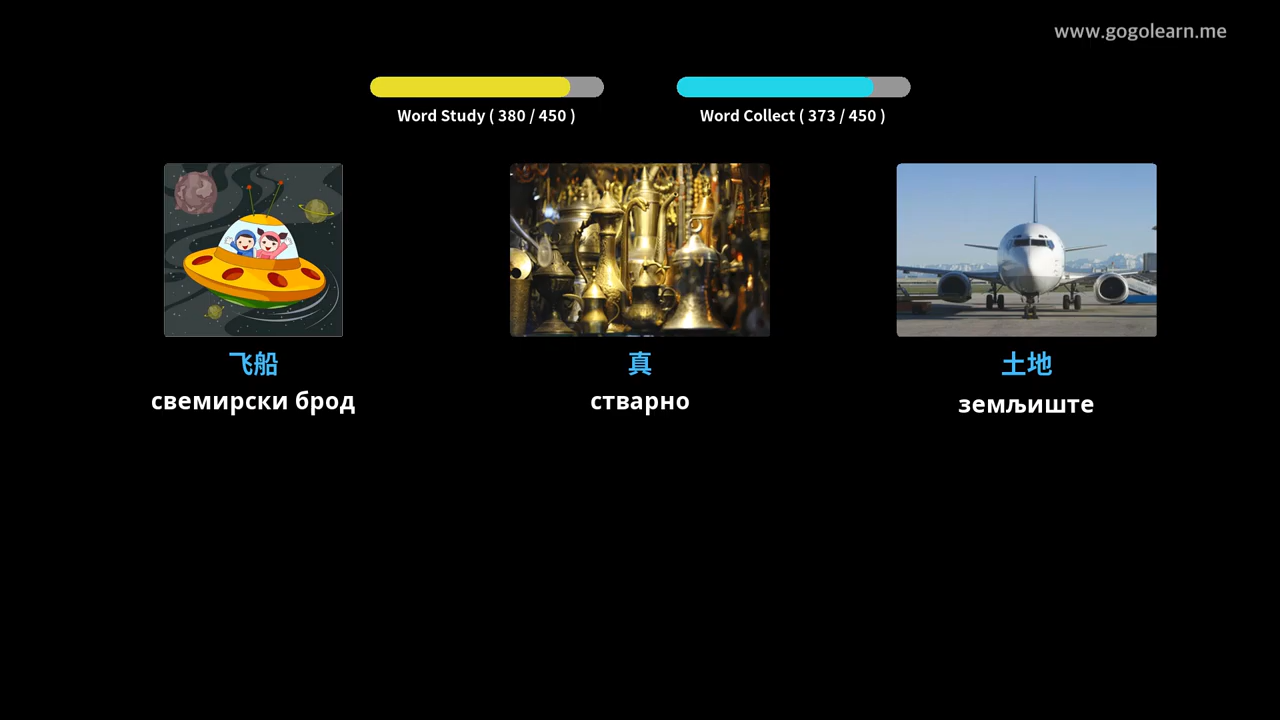 www.gogolearn.me
Word Study ( 380 / 450 )
Word Collect ( 373 / 450 )
飞船
真
土地
свемирски брод
стварно
земљиште